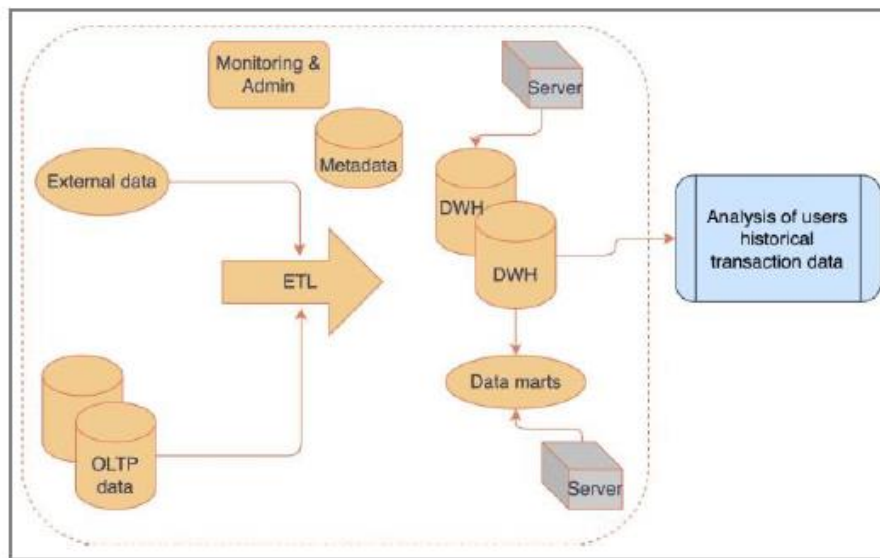 Monitoring &
Admin
Server
Metadata
External data
DWH
DWH
Analysis of users
historical
transaction data
ETL
Data marts
OLTP
data
Server